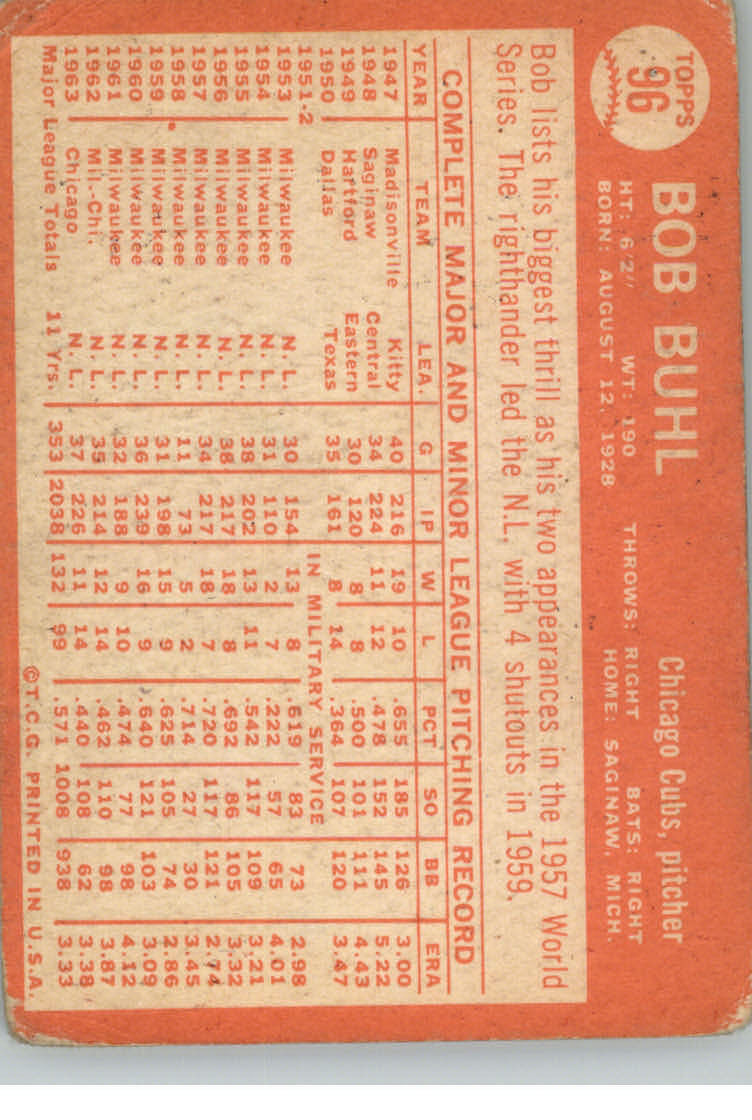 TOPPS
96
BOB BUHL
Chicago Cubs, pitcher
HT: 6'2" WT: 190 THROWS: RIGHT BATS: RIGHT
BORN: AUGUST 12, 1928 HOME: SAGINAW, MICH.
Bob lists his biggest thrill as his two appearances in the 1957 World
Series. The righthander led the N.L. with 4 shutouts in 1959.
COMPLETE MAJOR AND MINOR LEAGUE PITCHING RECORD
YEAR TEAM LEA. G IP W L PCT SO BB ERA
1947 Madisonville Kitty 40 216 19 10 .655 185 126 3.00
1948 Saginaw Central 34 224 11 12 .478 152 145 5.22
1949 Hartford Eastern 30 120 8 8 .500 101 111 4.43
1950 Dallas Texas 35 161 8 14 .364 107 120 3.47
1951-2 IN MILITARY SERVICE
1953 Milwaukee N. L. 30 154 13 8 .619 83 73 2.98
1954 Milwaukee N. L. 31 110 2 7 .222 57 65 4.01
1955 Milwaukee N. L. 38 202 13 11 .542 117 109 3.21
1956 Milwaukee N. L. 38 217 18 8 .692 86 105 3.32
1957 Milwaukee N. L. 34 217 18 7 .720 117 121 2.74
1958 Milwaukee N. L. 11 73 5 2 .714 27 30 3.45
1959 Milwaukee N. L. 31 198 15 9 .625 105 74 2.86
1960 Milwaukee N. L. 36 239 16 9 .640 121 103 3.09
1961 Milwaukee N. L. 32 188 9 10 .474 77 98 4.12
1962 Mil.-Chi. N. L. 35 214 12 14 .462 110 98 3.87
1963 Chicago N. L. 37 226 11 14 .440 108 62 3.38
Major League Totals 11 Yrs. 353 2038 132 99 .571 1008 938 3.33
©T.C.G. PRINTED IN U.S.A.